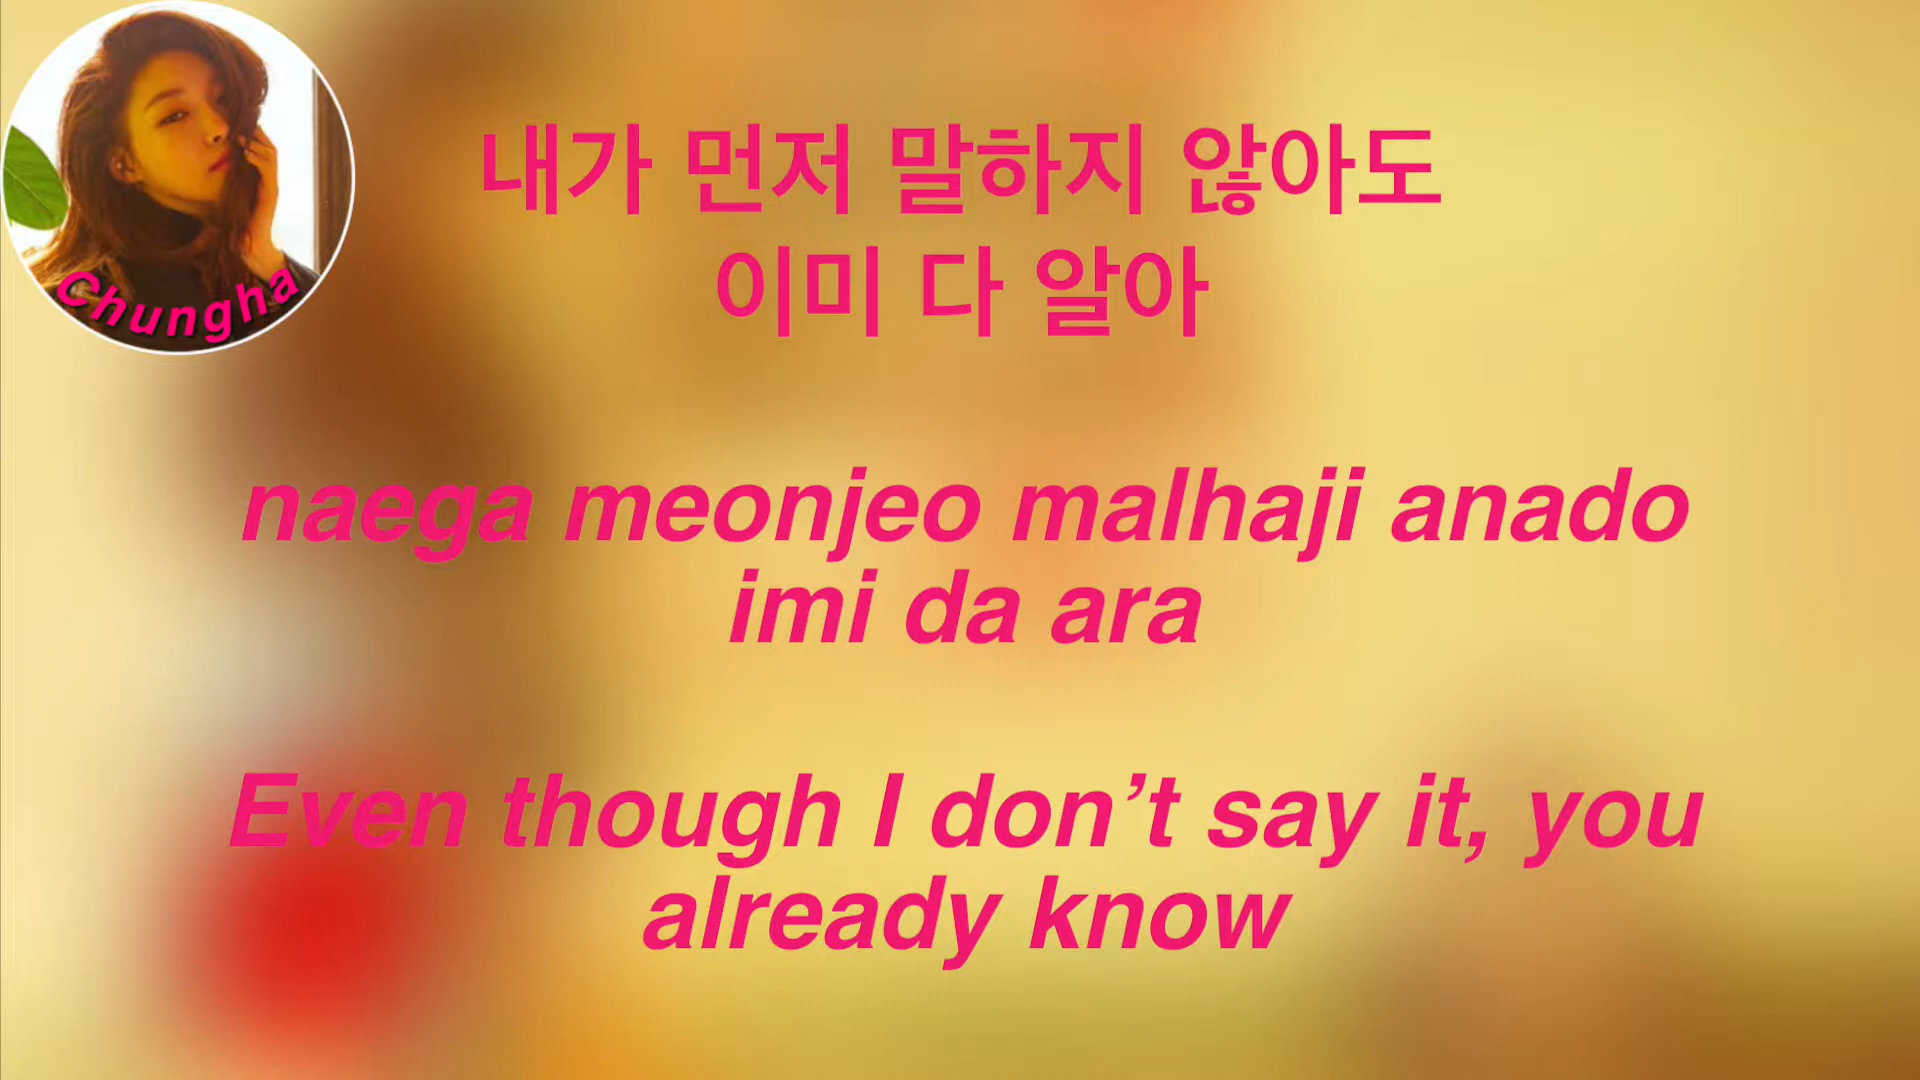 Chungha
내가 먼저 말하지 않아도
이미 다 알아
naega meonjeo malhaji anado
imi da ara
Even though I don’t say it, you
already know